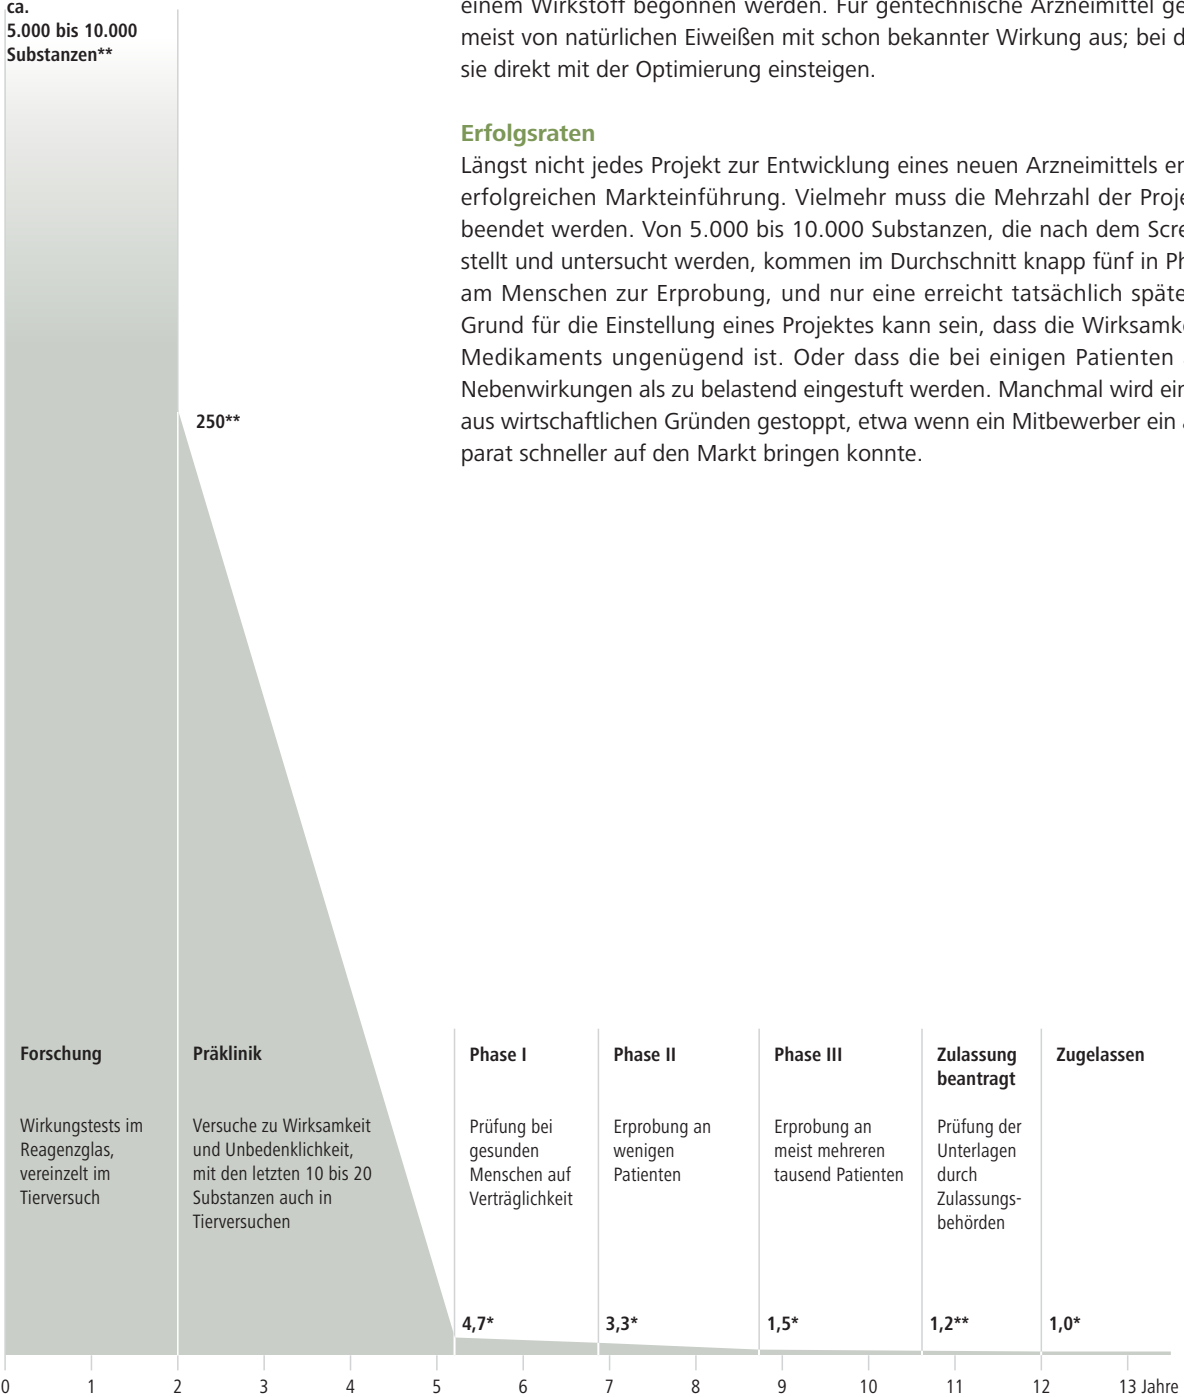 ca.
5.000 bis 10.000
Substanzen**
einem Wirkstoff begonnen werden. Für gentechnische Arzneimittel
meist von natürlichen Eiweißen mit schon bekannter Wirkung aus; bei
sie direkt mit der Optimierung einsteigen.
Erfolgsraten
Längst nicht jedes Projekt zur Entwicklung eines neuen Arzneimittels
erfolgreichen Markteinführung. Vielmehr muss die Mehrzahl der
beendet werden. Von 5.000 bis 10.000 Substanzen, die nach dem
stellt und untersucht werden, kommen im Durchschnitt knapp fünf in
am Menschen zur Erprobung, und nur eine erreicht tatsächlich
Grund für die Einstellung eines Projektes kann sein, dass die
Medikaments ungenügend ist. Oder dass die bei einigen Patienten
Nebenwirkungen als zu belastend eingestuft werden. Manchmal wird
aus wirtschaftlichen Gründen gestoppt, etwa wenn ein Mitbewerber ein
parat schneller auf den Markt bringen konnte.
250**
Forschung
Wirkungstests im
Reagenzglas,
vereinzelt im
Tierversuch
Präklinik
Versuche zu Wirksamkeit
und Unbedenklichkeit,
mit den letzten 10 bis 20
Substanzen auch in
Tierversuchen
Phase I
Prüfung bei
gesunden
Menschen auf
Verträglichkeit
4,7*
Phase II
Erprobung an
wenigen
Patienten
3,3*
Phase III
Erprobung an
meist mehreren
tausend Patienten
1,5*
Zulassung
beantragt
Prüfung der
Unterlagen
durch
Zulassungs-
behörden
1,2**
Zugelassen
1,0*
0 1 2 3 4 5 6 7 8 9 10 11 12 13 Jahre